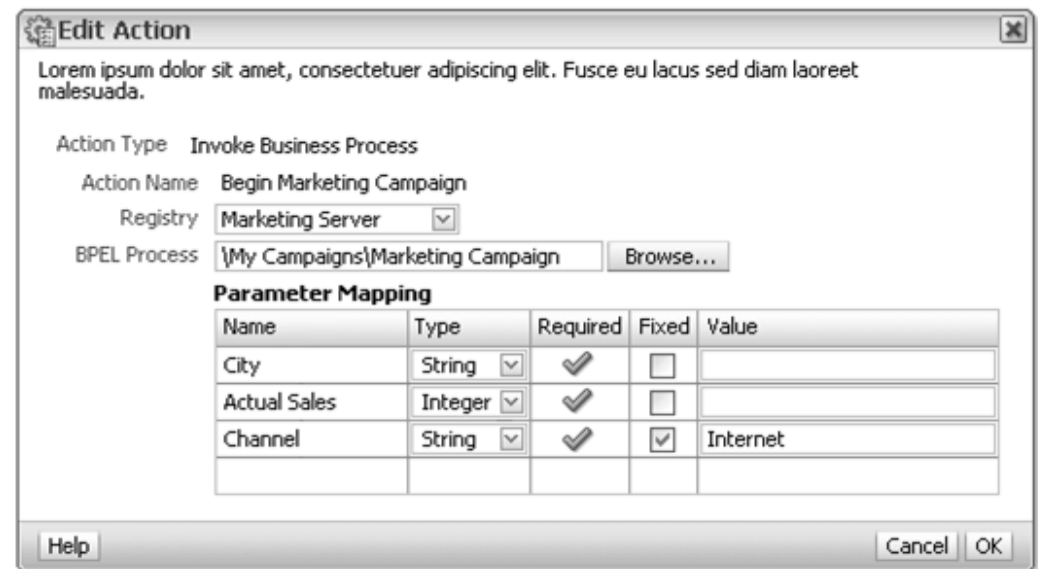 Edit Action
Lorem ipsum dolor sit amet, consectetuer adipiscing elit. Fusce eu lacus sed diam laoreet
malesuada.
Action Type Invoke Business Process
Action Name Begin Marketing Campaign
Registry Marketing Server
BPEL Process \My Campaigns\Marketing Campaign Browse...
Parameter Mapping
Name Type Required Fixed Value
City String
Actual Sales Integer
Channel String Internet
Help Cancel OK